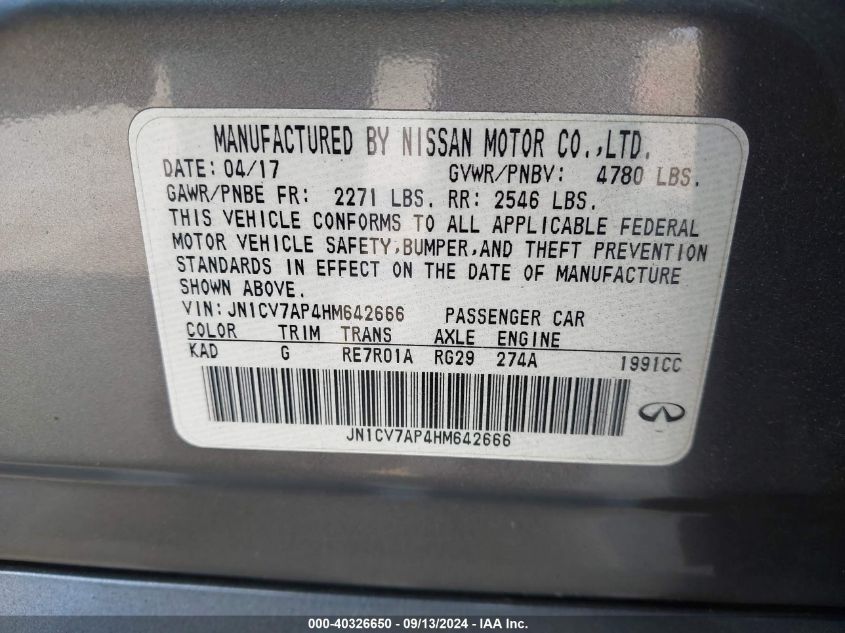 MANUFACTURED BY NISSAN MOTOR CO.,LTD.
DATE: 04/17 GVWR/PNBV: 4780 LBS.
GAWR/PNBE FR: 2271 LBS. RR: 2546 LBS.
THIS VEHICLE CONFORMS TO ALL APPLICABLE FEDERAL
MOTOR VEHICLE SAFETY,BUMPER,AND THEFT PREVENTION
STANDARDS IN EFFECT ON THE DATE OF MANUFACTURE
SHOWN ABOVE.
VIN:JN1CV7AP4HM642666 PASSENGER CAR
COLOR TRIM TRANS AXLE ENGINE
KAD G RE7R01A RG29 274A 1991CC
JN1CV7AP4HM642666
000-40326650 - 09/13/2024 - IAAI.com